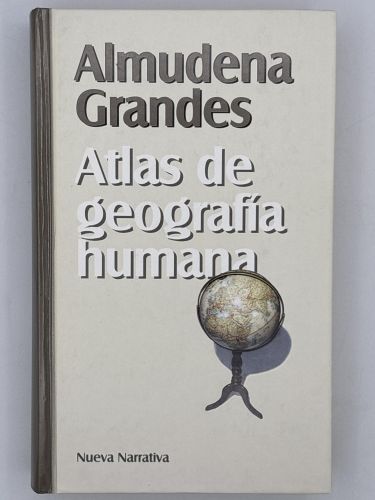 Almudena
Grandes
Atlas de
geografía
humana
Nueva Narrativa